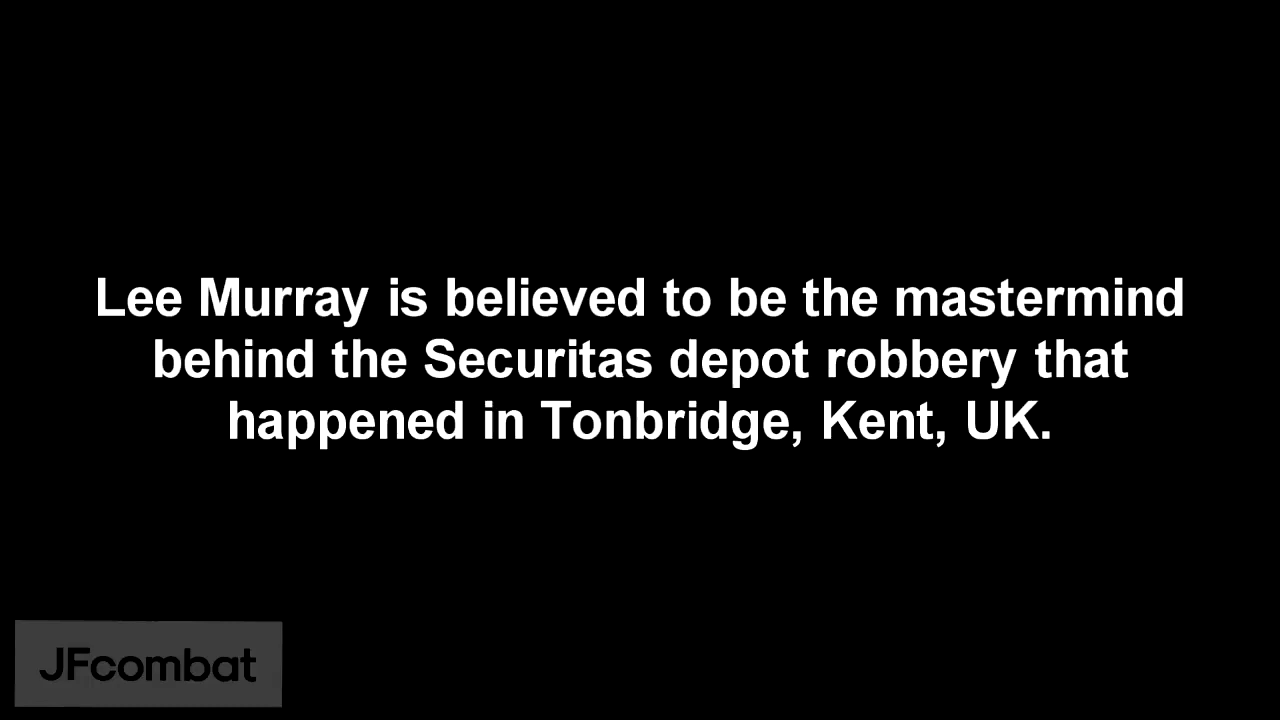 Lee Murray is believed to be the mastermind
behind the Securitas depot robbery that
happened in Tonbridge, Kent, UK.
JFcombat